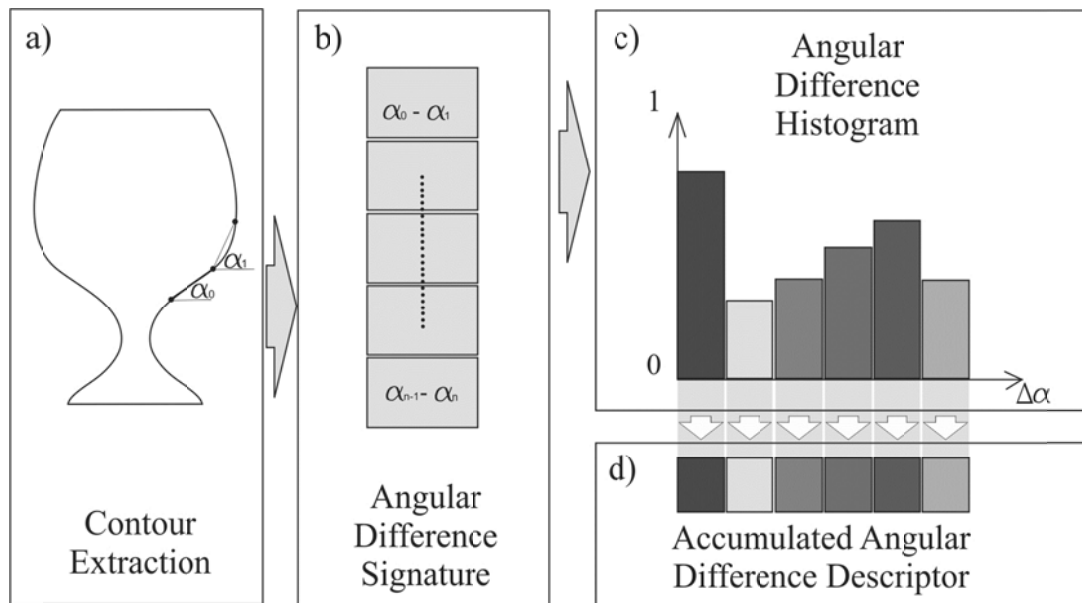 a)
α₁
α₀
Contour
Extraction
b)
α₀ - α₁
αₙ₋₁ - αₙ
Angular
Difference
Signature
c)
Angular
Difference
Histogram
1
0
Δα
d)
Accumulated Angular
Difference Descriptor